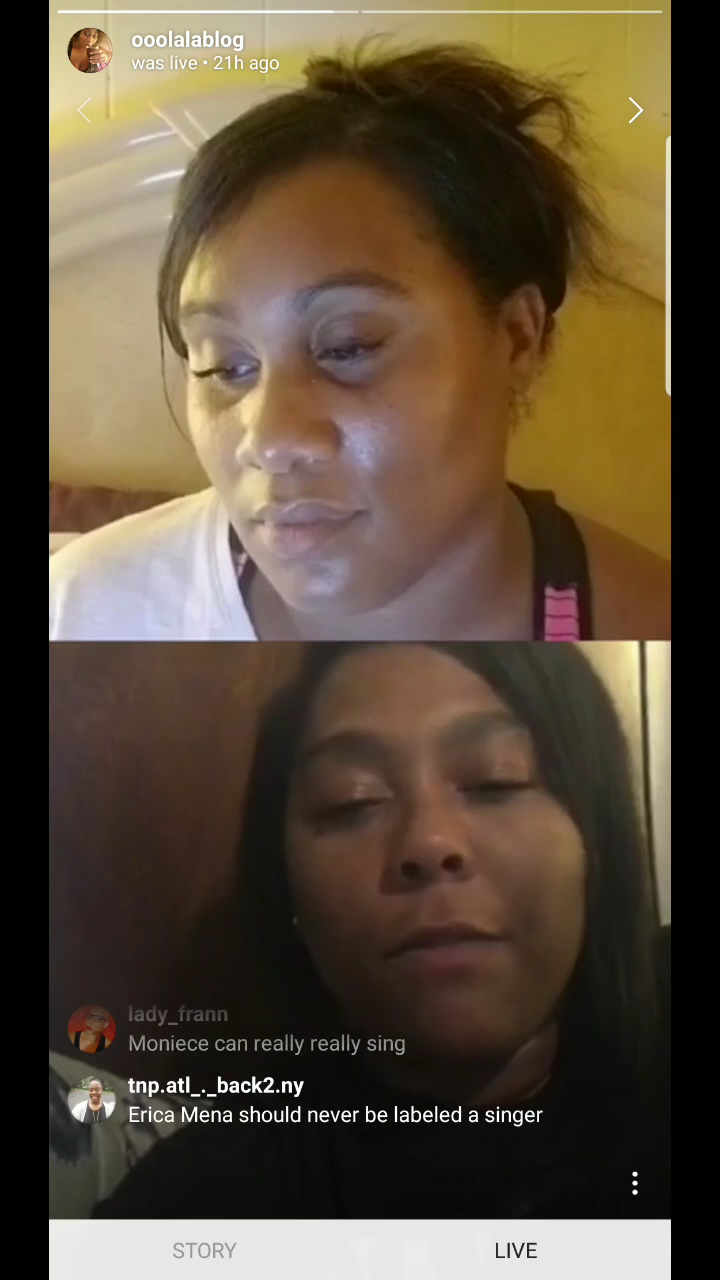 ooolalablog
was live • 21h ago
lady_frann
Moniece can really really sing
tnp.atl_._back2.ny
Erica Mena should never be labeled a singer
STORY
LIVE